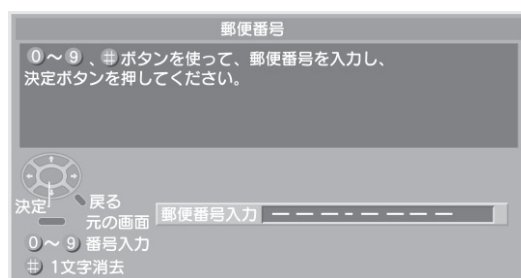 郵便番号
0～9、#ボタンを使って、郵便番号を入力し、
決定ボタンを押してください。
決定
戻る
元の画面
郵便番号入力 ーーー-ーーーー
0～9 番号入力
# 1文字消去